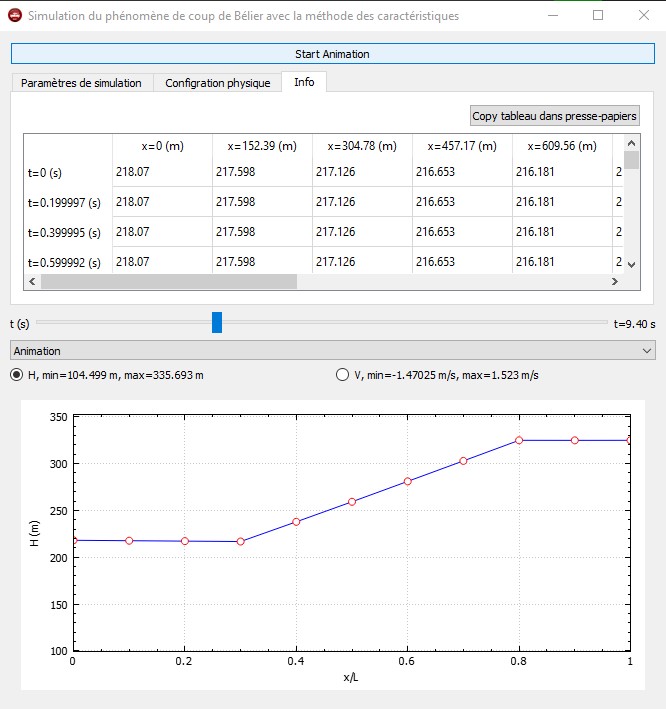 Simulation du phénomène de coup de Bélier avec la méthode des caractéristiques
Start Animation
Paramètres de simulation Configration physique Info
Copy tableau dans presse-papiers
x=0 (m) x=152.39 (m) x=304.78 (m) x=457.17 (m) x=609.56 (m)
t=0 (s) 218.07 217.598 217.126 216.653 216.181 2
t=0.199997 (s) 218.07 217.598 217.126 216.653 216.181 2
t=0.399995 (s) 218.07 217.598 217.126 216.653 216.181 2
t=0.599992 (s) 218.07 217.598 217.126 216.653 216.181 2
t (s) t=9.40 s
Animation
H, min=104.499 m, max=335.693 m V, min=-1.47025 m/s, max=1.523 m/s
350
300
250
200
150
100
H (m)
0 0.2 0.4 0.6 0.8 1
x/L